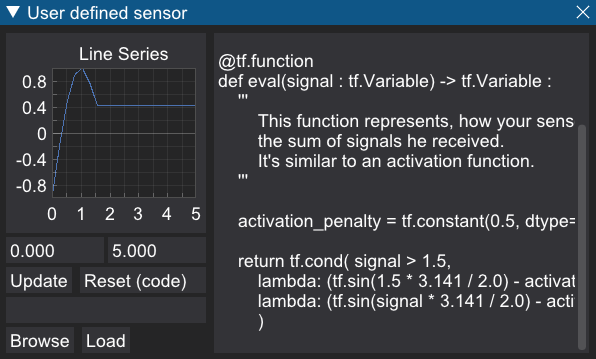 User defined sensor
Line Series
0.8
0.4
0
-0.4
-0.8
0 1 2 3 4 5
0.000 5.000
Update Reset (code)
Browse Load
@tf.function
def eval(signal : tf.Variable) -> tf.Variable :
'''
This function represents, how your sens
the sum of signals he received.
It's similar to an activation function.
'''
activation_penalty = tf.constant(0.5, dtype=
return tf.cond( signal > 1.5,
lambda: (tf.sin(1.5 * 3.141 / 2.0) - activat
lambda: (tf.sin(signal * 3.141 / 2.0) - acti
)